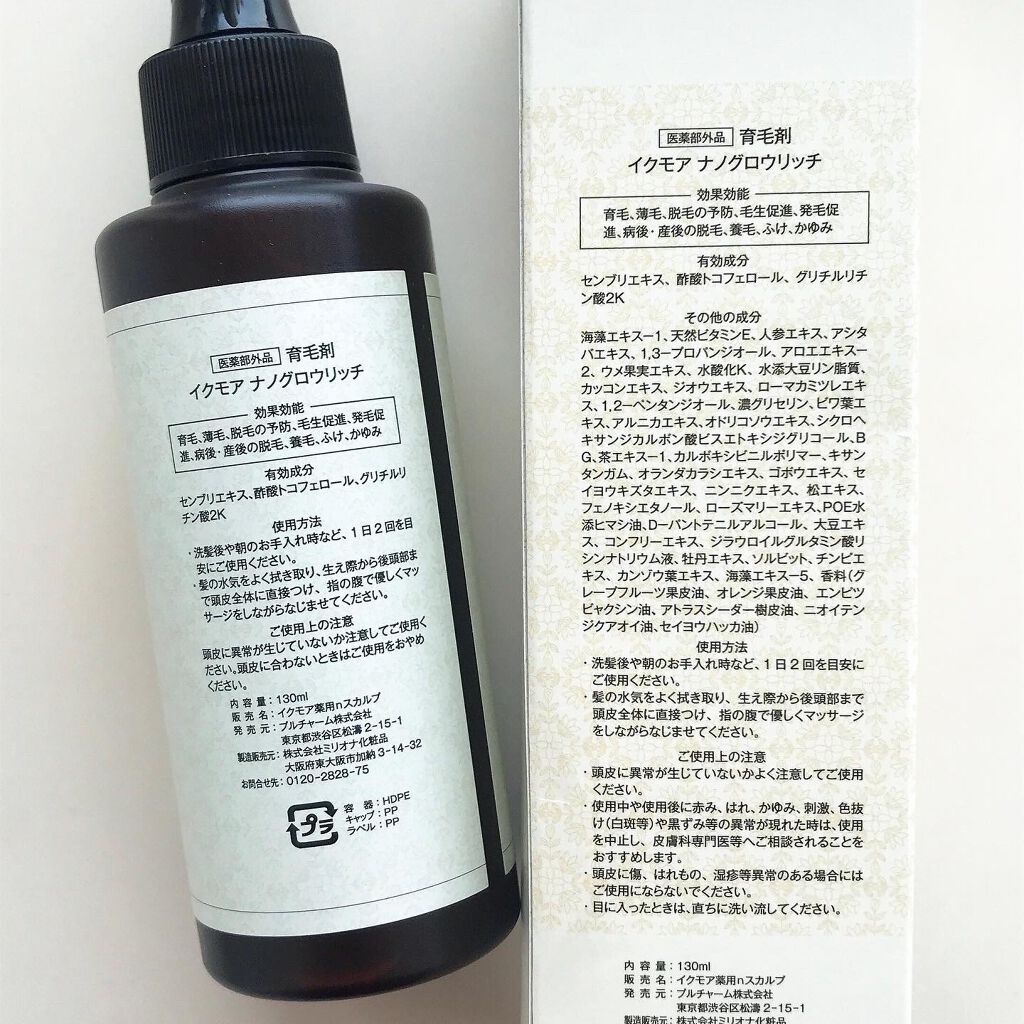 医薬部外品 育毛剤
イクモア ナノグロウリッチ
効果効能
育毛、薄毛、脱毛の予防、毛生促進、発毛促
進、病後・産後の脱毛、養毛、ふけ、かゆみ
有効成分
センブリエキス、酢酸トコフェロール、グリチルリ
チン酸2K
使用方法
・洗髪後や朝のお手入れ時など、1日2回を目
安にご使用ください。
・髪の水気をよく拭き取り、生え際から後頭部ま
で頭皮全体に直接つけ、指の腹で優しくマッ
サージをしながらなじませてください。
ご使用上の注意
頭皮に異常が生じていないか注意してご使用く
ださい。頭皮に合わないときはご使用をおやめ
ください。
内容量：130ml
販売名：イクモア薬用nスカルプ
発売元：ブルチャーム株式会社
東京都渋谷区松濤2-15-1
製造販売元：株式会社ミリオナ化粧品
大阪府東大阪市加納3-14-32
お問合せ先：0120-2828-75
プラ
容器：HDPE
キャップ：PP
ラベル：PP
医薬部外品 育毛剤
イクモア ナノグロウリッチ
効果効能
育毛、薄毛、脱毛の予防、毛生促進、発毛促
進、病後・産後の脱毛、養毛、ふけ、かゆみ
有効成分
センブリエキス、酢酸トコフェロール、グリチルリチ
ン酸2K
その他の成分
海藻エキス-1、天然ビタミンE、人参エキス、アシタ
バエキス、1,3-プロパンジオール、アロエエキス-
2、ウメ果実エキス、水酸化K、水添大豆リン脂質、
カッコンエキス、ジオウエキス、ローマカミツレエキ
ス、1,2-ペンタンジオール、濃グリセリン、ビワ葉エ
キス、アルニカエキス、オドリコソウエキス、シクロヘ
キサンジカルボン酸ビスエトキシジグリコール、B
G、茶エキス-1、カルボキシビニルポリマー、キサン
タンガム、オランダカラシエキス、ゴボウエキス、セ
イヨウキズタエキス、ニンニクエキス、松エキス、
フェノキシエタノール、ローズマリーエキス、POE水
添ヒマシ油、D-パントテニルアルコール、大豆エキ
ス、コンフリーエキス、ジラウロイルグルタミン酸リ
シンナトリウム液、牡丹エキス、ソルビット、チンピエ
キス、カンゾウ葉エキス、海藻エキス-5、香料(グ
レープフルーツ果皮油、オレンジ果皮油、エンピツ
ビャクシン油、アトラスシーダー樹皮油、ニオイテン
ジクアオイ油、セイヨウハッカ油)
使用方法
・洗髪後や朝のお手入れ時など、1日2回を目安に
ご使用ください。
・髪の水気をよく拭き取り、生え際から後頭部まで
頭皮全体に直接つけ、指の腹で優しくマッサージ
をしながらなじませてください。
ご使用上の注意
・頭皮に異常が生じていないかよく注意してご使用
ください。
・使用中や使用後に赤み、はれ、かゆみ、刺激、色抜
け(白斑等)や黒ずみ等の異常が現れた時は、使用
を中止し、皮膚科専門医等へご相談されることを
おすすめします。
・頭皮に傷、はれもの、湿疹等異常のある場合には
ご使用にならないでください。
・目に入ったときは、直ちに洗い流してください。
内容量：130ml
販売名：イクモア薬用nスカルプ
発売元：ブルチャーム株式会社
東京都渋谷区松濤2-15-1
製造販売元：株式会社ミリオナ化粧品